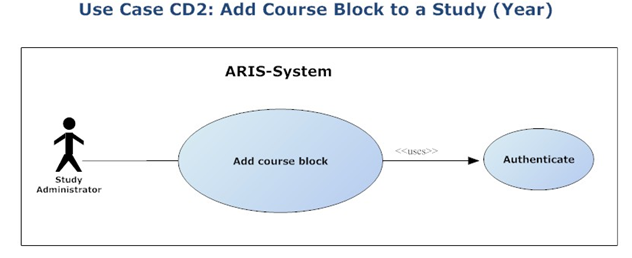 Use Case CD2: Add Course Block to a Study (Year)
ARIS-System
Add course block
<<uses>>
Authenticate
Study
Administrator